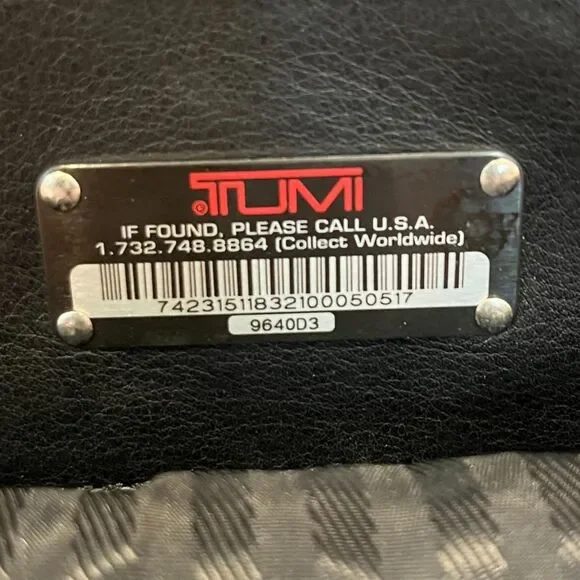 TUMI
IF FOUND, PLEASE CALL U.S.A.
1.732.748.8864 (Collect Worldwide)
74231511832100050517
9640D3